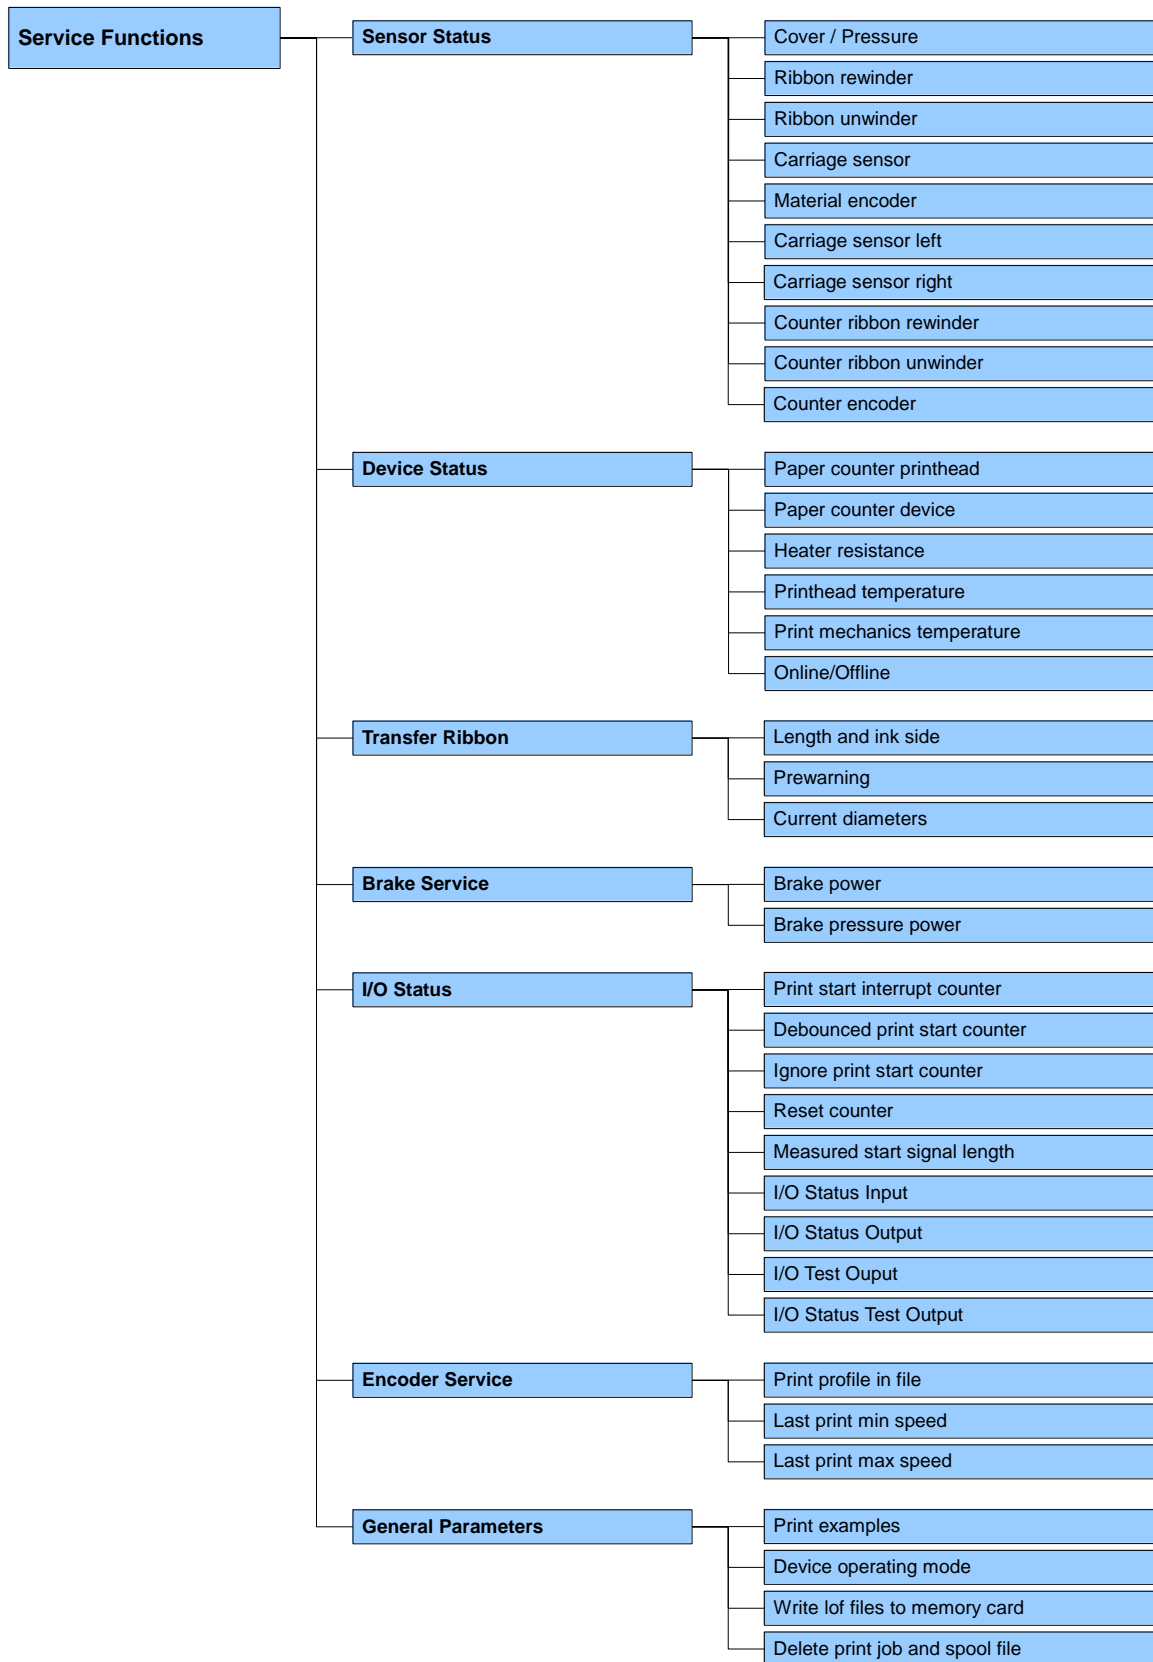 Service Functions
Sensor Status
Cover / Pressure
Ribbon rewinder
Ribbon unwinder
Carriage sensor
Material encoder
Carriage sensor left
Carriage sensor right
Counter ribbon rewinder
Counter ribbon unwinder
Counter encoder
Device Status
Paper counter printhead
Paper counter device
Heater resistance
Printhead temperature
Print mechanics temperature
Online/Offline
Transfer Ribbon
Length and ink side
Prewarning
Current diameters
Brake Service
Brake power
Brake pressure power
I/O Status
Print start interrupt counter
Debounced print start counter
Ignore print start counter
Reset counter
Measured start signal length
I/O Status Input
I/O Status Output
I/O Test Ouput
I/O Status Test Output
Encoder Service
Print profile in file
Last print min speed
Last print max speed
General Parameters
Print examples
Device operating mode
Write lof files to memory card
Delete print job and spool file